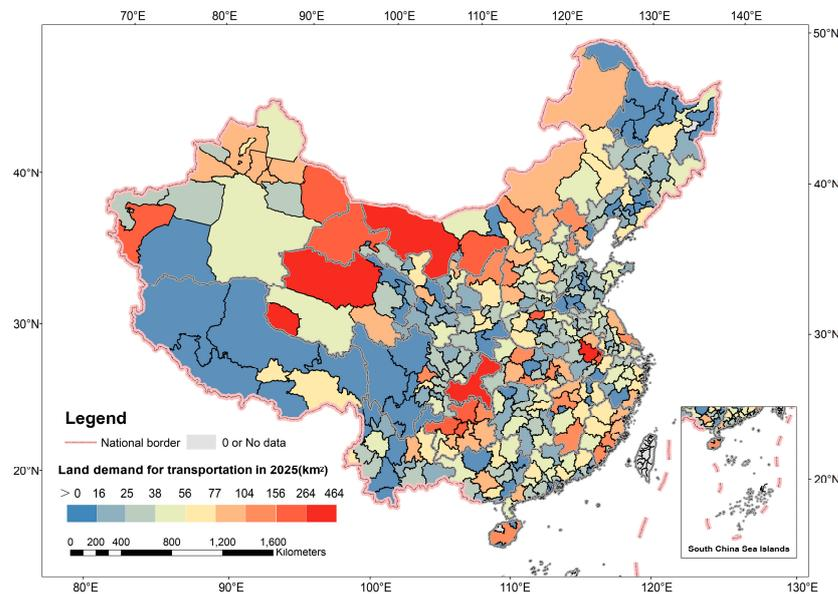 70°E 80°E 90°E 100°E 110°E 120°E 130°E 140°E
50°N
40°N 40°N
30°N 30°N
20°N 20°N
Legend
National border 0 or No data
Land demand for transportation in 2025(km²)
> 0 16 25 38 56 77 104 156 264 464
0 200 400 800 1,200 1,600
Kilometers
South China Sea Islands
80°E 90°E 100°E 110°E 120°E 130°E